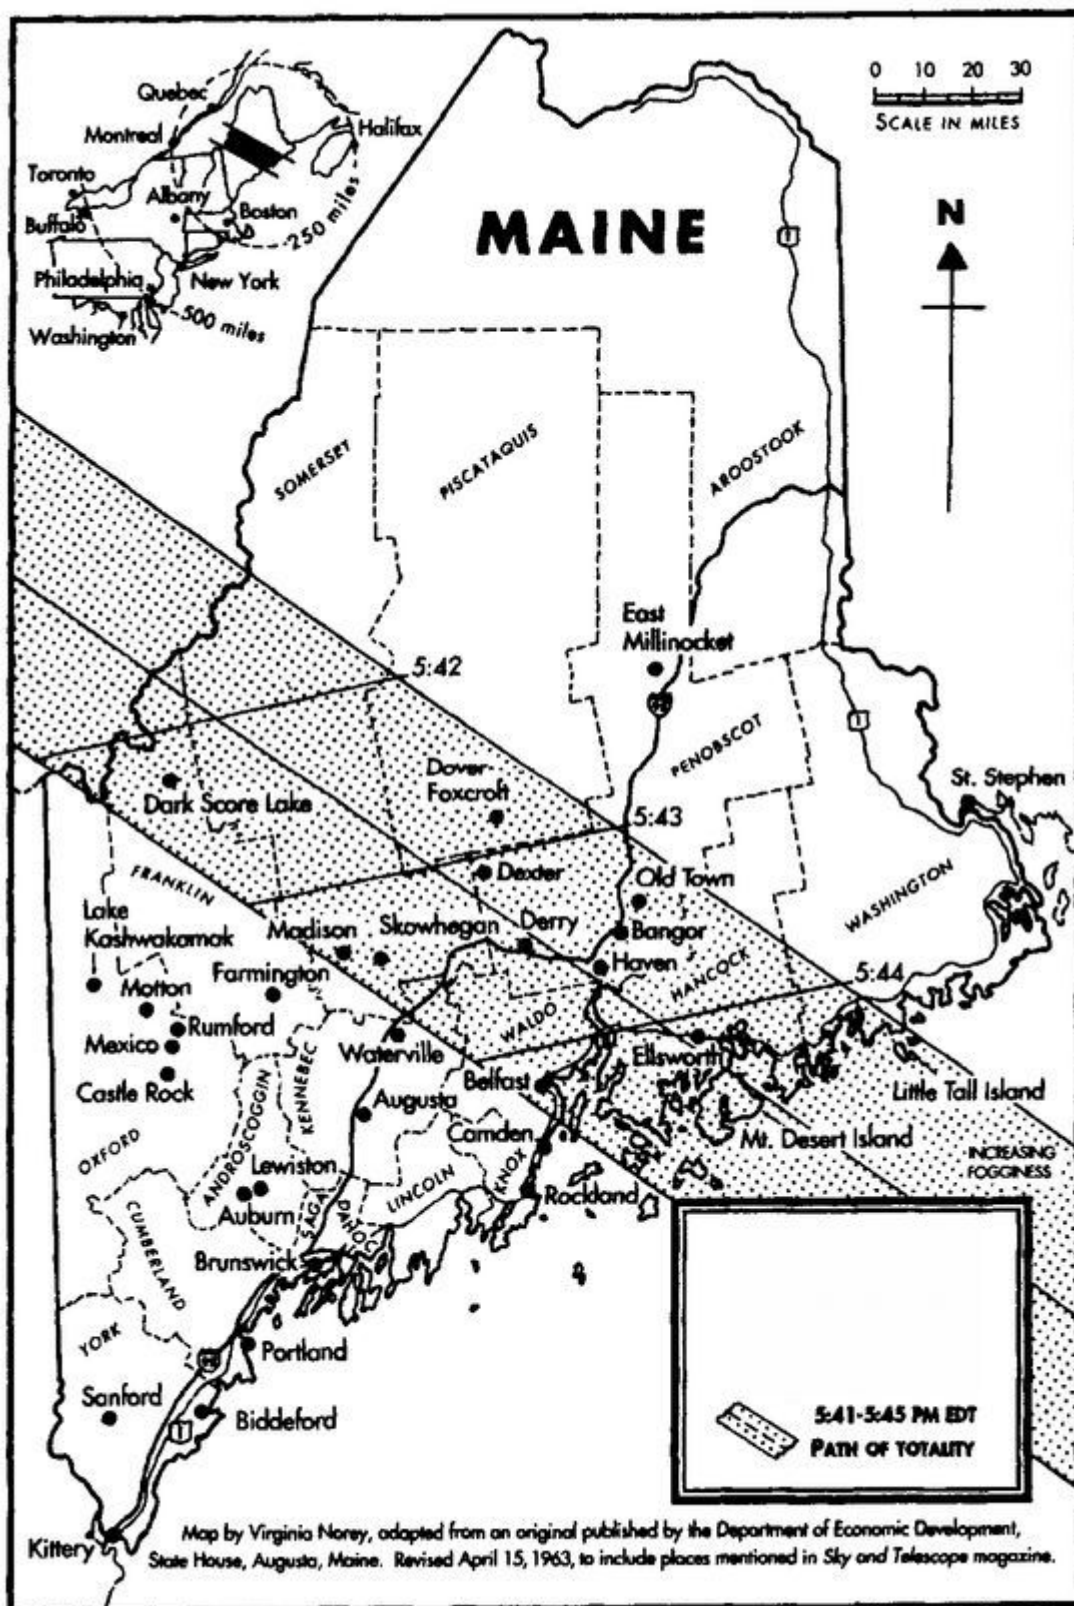 0 10 20 30
SCALE IN MILES
Quebec
Montreal
Halifax
Toronto
Albany
Boston
Buffalo
250 miles
Philadelphia
New York
500 miles
Washington
MAINE
N
1
SOMERSET
PISCATAQUIS
AROOSTOOK
East
Millinocket
5:42
PENOBSCOT
1
Dover-
Foxcroft
St. Stephen
Dark Score Lake
5:43
Dexter
Old Town
WASHINGTON
FRANKLIN
Lake
Kashwakamak
Madison
Skowhegan
Derry
Bangor
Haven
HANCOCK
5:44
Farmington
Motton
Rumford
WALDO
Mexico
Waterville
Ellsworth
Castle Rock
KENNEBEC
Belfast
Little Tall Island
Augusta
ANDROSCOGGIN
Camden
Mt. Desert Island
OXFORD
INCREASING
FOGGINESS
Lewiston
LINCOLN
KNOX
Rockland
Auburn
SAGA
DAHOC
CUMBERLAND
Brunswick
YORK
Portland
Sanford
Biddeford
1
5:41-5:45 PM EDT
PATH OF TOTALITY
Kittery
Map by Virginia Norey, adapted from an original published by the Department of Economic Development,
State House, Augusta, Maine. Revised April 15, 1963, to include places mentioned in Sky and Telescope magazine.